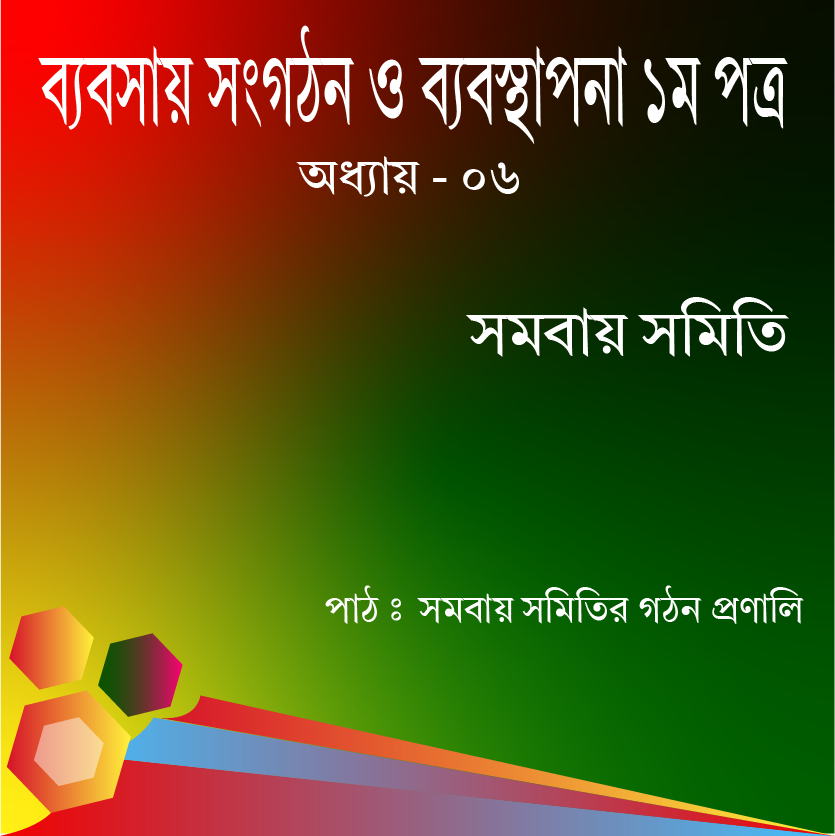 ব্যবসায় সংগঠন ও ব্যবস্থাপনা ১ম পত্র
অধ্যায় - ০৬
সমবায় সমিতি
পাঠ ঃ সমবায় সমিতির গঠন প্রণালি